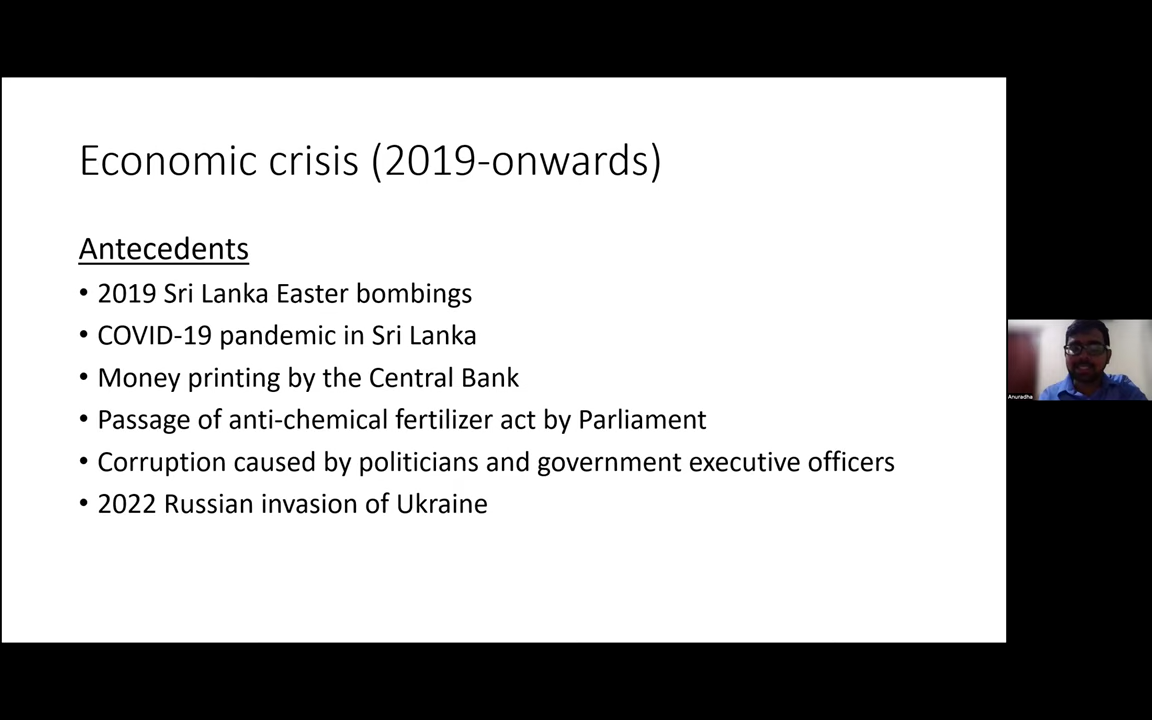 Economic crisis (2019-onwards)
Antecedents
• 2019 Sri Lanka Easter bombings
• COVID-19 pandemic in Sri Lanka
• Money printing by the Central Bank
• Passage of anti-chemical fertilizer act by Parliament
• Corruption caused by politicians and government executive officers
• 2022 Russian invasion of Ukraine
Anuradha